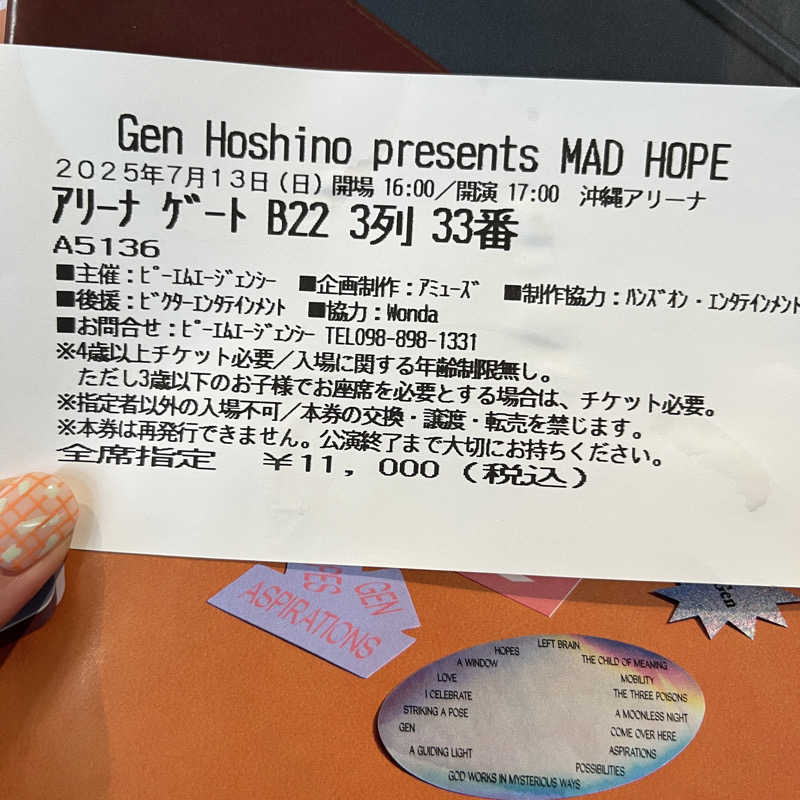 Gen Hoshino presents MAD HOPE
2025年7月13日(日) 開場 16:00/開演 17:00 沖縄アリーナ
ｱﾘｰﾅ ｹﾞｰﾄ B22 3列 33番
A5136
■主催:ﾋﾟｰｴﾑｴｰｼﾞｪﾝｼｰ ■企画制作:ｱﾐｭｰｽﾞ ■制作協力:ﾊﾝｽﾞｵﾝ・ｴﾝﾀﾃｲﾝﾒﾝﾄ
■後援:ﾋﾞｸﾀｰｴﾝﾀﾃｲﾝﾒﾝﾄ ■協力:Wonda
■お問合せ:ﾋﾟｰｴﾑｴｰｼﾞｪﾝｼｰ TEL098-898-1331
※4歳以上チケット必要/入場に関する年齢制限無し。
ただし3歳以下のお子様でお座席を必要とする場合は、チケット必要。
※指定者以外の入場不可/本券の交換・譲渡・転売を禁じます。
※本券は再発行できません。公演終了まで大切にお持ちください。
全席指定 ￥11,000(税込)
GEN
ASPIRATIONS
Gen
LEFT BRAIN
HOPES
THE CHILD OF MEANING
A WINDOW
MOBILITY
LOVE
THE THREE POISONS
I CELEBRATE
A MOONLESS NIGHT
STRIKING A POSE
COME OVER HERE
GEN
ASPIRATIONS
A GUIDING LIGHT
POSSIBILITIES
GOD WORKS IN MYSTERIOUS WAYS